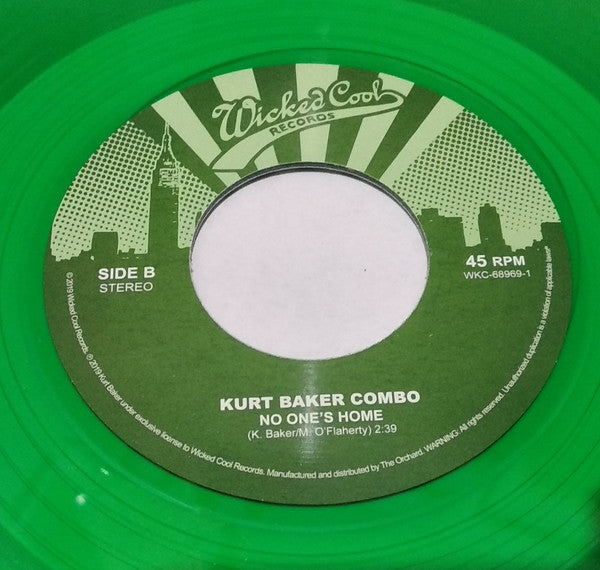 Wicked Cool
RECORDS
SIDE B
STEREO
45 RPM
WKC-68969-1
KURT BAKER COMBO
NO ONE'S HOME
(K. Baker/M. O'Flaherty) 2:39
©2019 Wicked Cool Records. ℗ 2019 Kurt Baker under exclusive license to Wicked Cool Records. Manufactured and distributed by The Orchard. WARNING: All rights reserved. Unauthorized duplication is a violation of applicable laws.